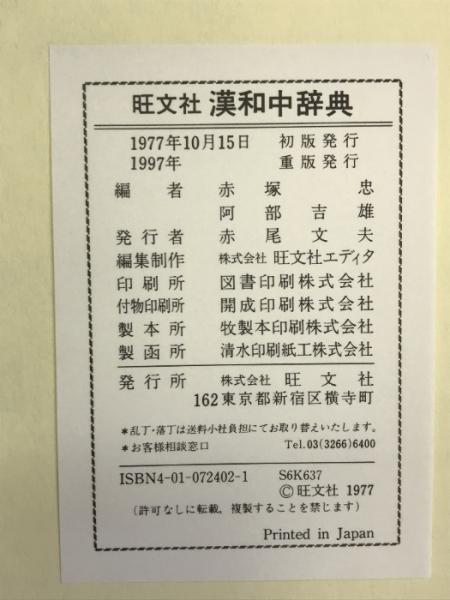 旺文社 漢和中辞典
1977年10月15日 初版発行
1997年 重版発行
編者 赤塚忠
阿部吉雄
発行者 赤尾文夫
編集制作 株式会社 旺文社エディタ
印刷所 図書印刷株式会社
付物印刷所 開成印刷株式会社
製本所 牧製本印刷株式会社
製函所 清水印刷紙工株式会社
発行所 株式会社 旺文社
162東京都新宿区横寺町
*乱丁・落丁は送料小社負担にてお取り替えいたします。
*お客様相談窓口 Tel.03(3266)6400
ISBN4-01-072402-1 S6K637
©旺文社 1977
(許可なしに転載,複製することを禁じます)
Printed in Japan